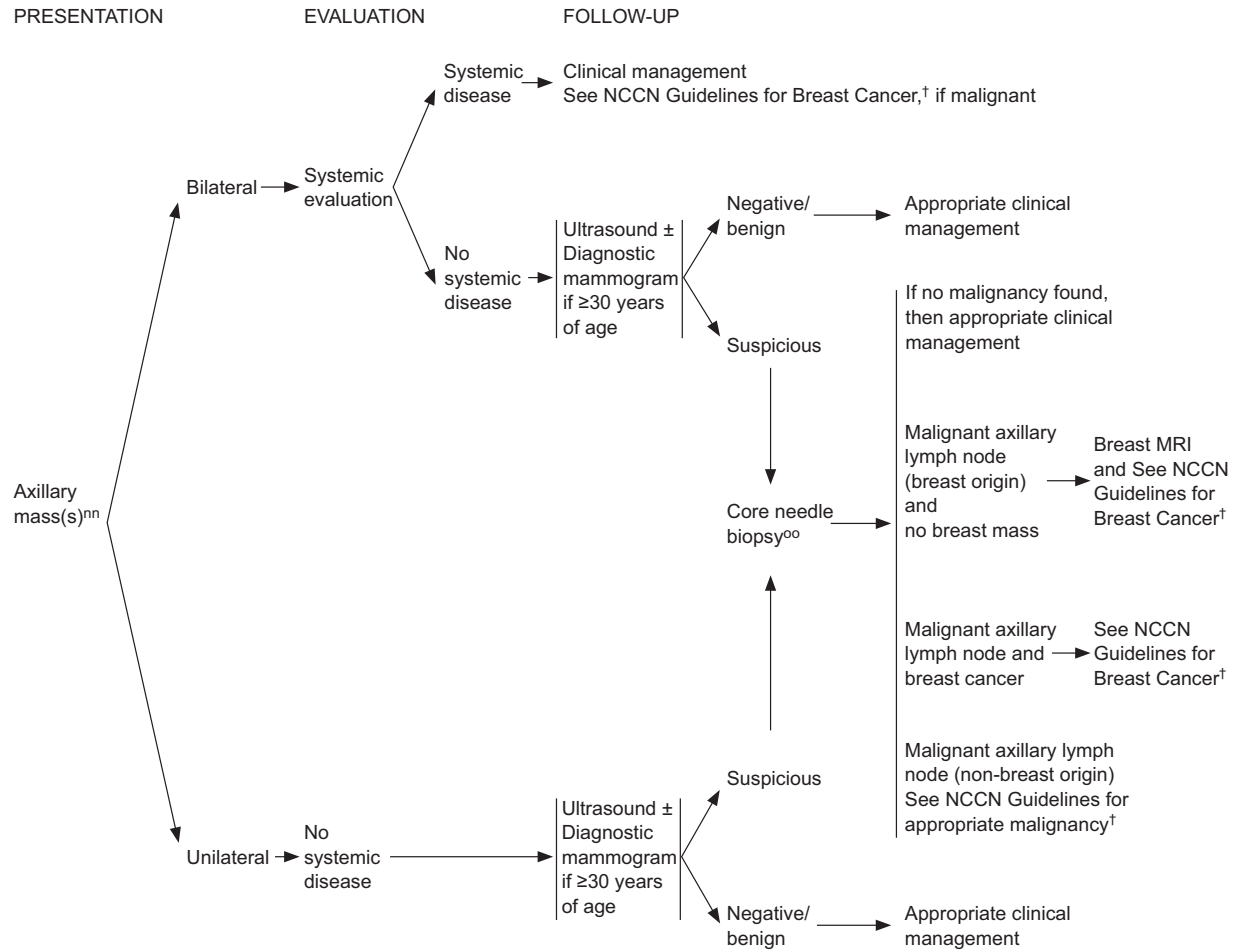 PRESENTATION
EVALUATION
FOLLOW-UP
Systemic
disease
Clinical management
See NCCN Guidelines for Breast Cancer,† if malignant
Bilateral
Systemic
evaluation
No
systemic
disease
Ultrasound ±
Diagnostic
mammogram
if ≥30 years
of age
Negative/
benign
Appropriate clinical
management
Suspicious
If no malignancy found,
then appropriate clinical
management
Axillary
mass(s)ⁿⁿ
Core needle
biopsyᵒᵒ
Malignant axillary
lymph node
(breast origin)
and
no breast mass
Breast MRI
and See NCCN
Guidelines for
Breast Cancer†
Malignant axillary
lymph node and
breast cancer
See NCCN
Guidelines for
Breast Cancer†
Malignant axillary lymph
node (non-breast origin)
See NCCN Guidelines for
appropriate malignancy†
Unilateral
No
systemic
disease
Ultrasound ±
Diagnostic
mammogram
if ≥30 years
of age
Suspicious
Negative/
benign
Appropriate clinical
management